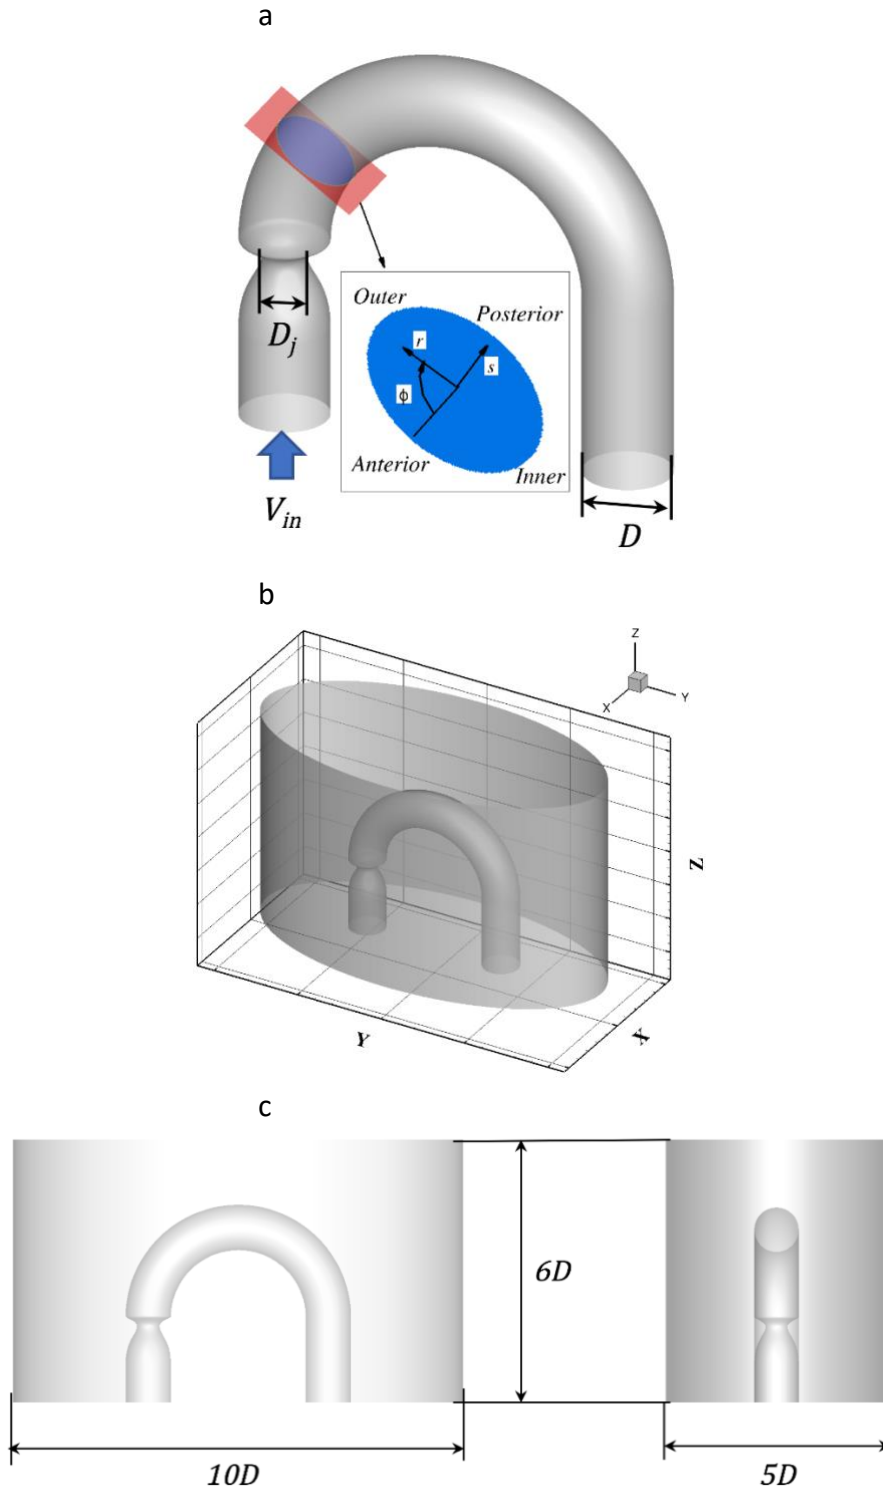 a
D_j
Outer
Posterior
r
s
ϕ
Anterior
Inner
V_in
D
b
Z
X
Y
Z
X
Y
c
6D
10D
5D